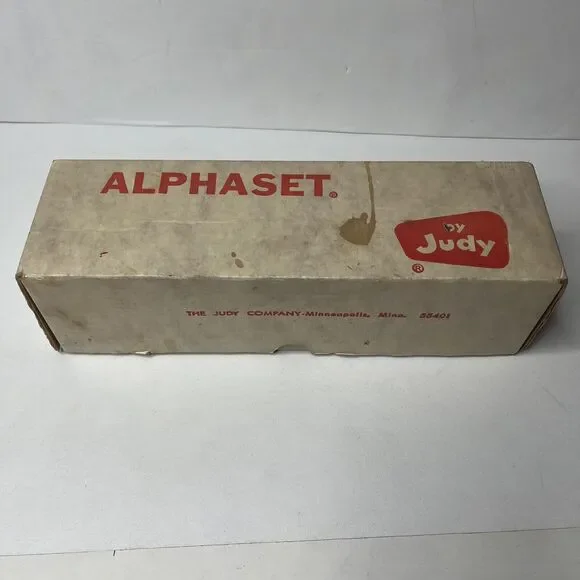 ALPHASET®
by
Judy
®
THE JUDY COMPANY-Minneapolis, Minn. 55401